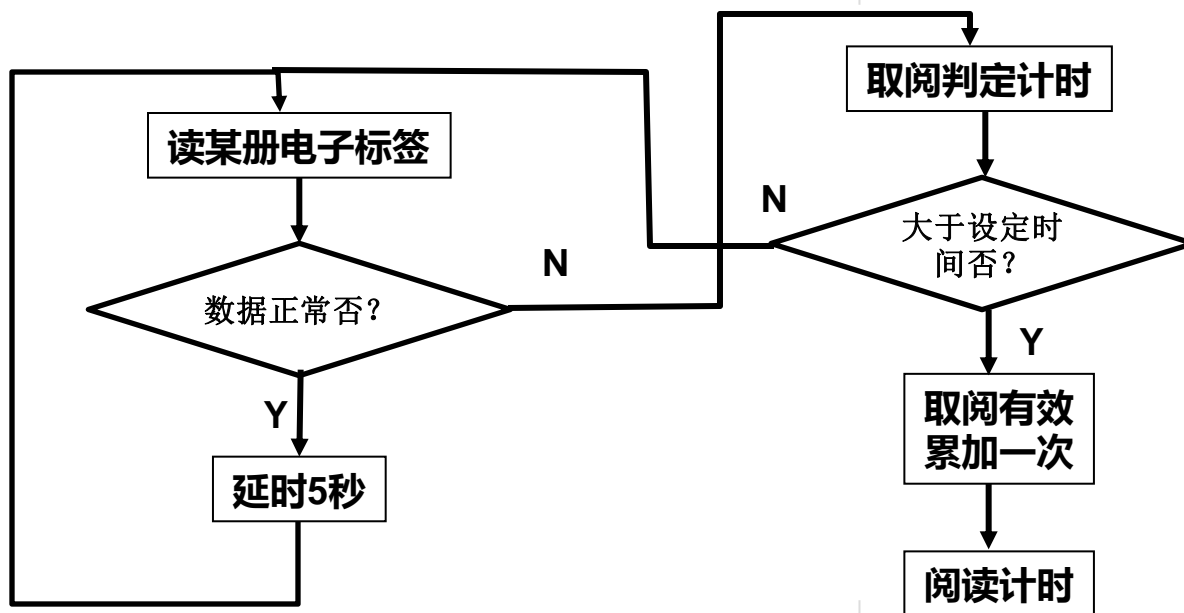 读某册电子标签
数据正常否？
N
Y
延时5秒
取阅判定计时
N
大于设定时
间否？
Y
取阅有效
累加一次
阅读计时